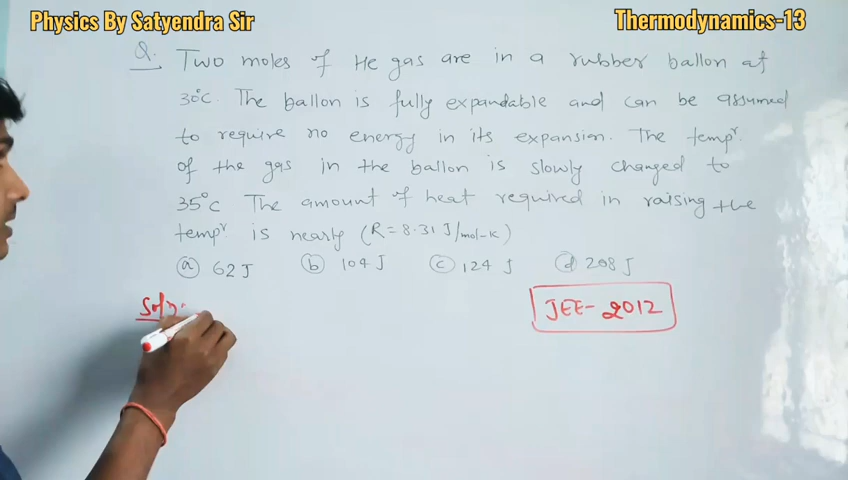 Physics By Satyendra Sir
Thermodynamics-13
Q. Two moles of He gas are in a rubber ballon at
30°C. The ballon is fully expandable and can be assumed
to require no energy in its expansion. The tempr.
of the gas in the ballon is slowly changed to
35°C The amount of heat required in raising the
tempr is nearly (R = 8.31 J/mol-K)
(a) 62 J (b) 104 J (c) 124 J (d) 208 J
Soln
JEE- 2012